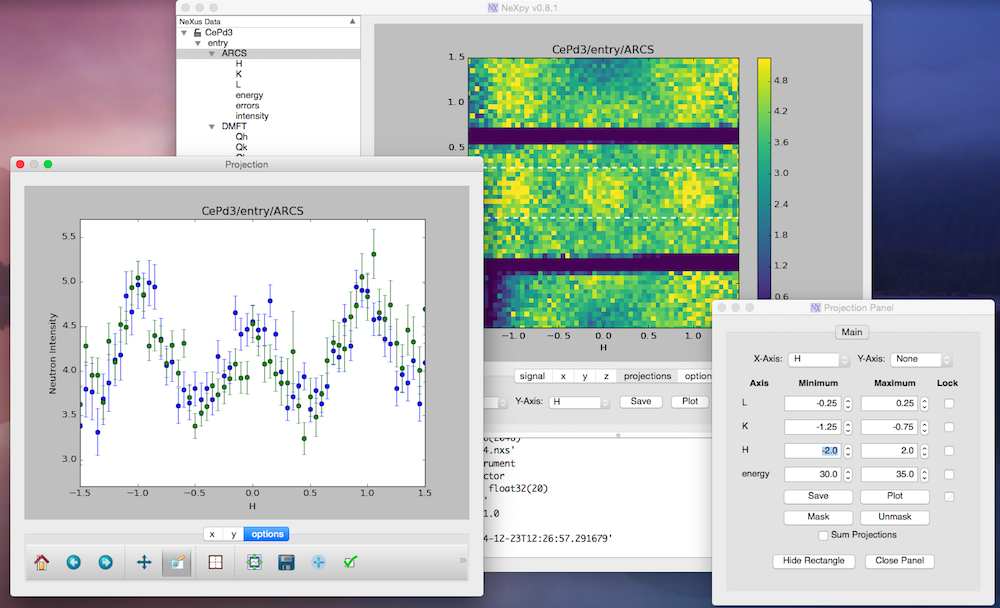 NeXpy v0.8.1
NeXus Data
CePd3
entry
ARCS
H
K
L
energy
errors
intensity
DMFT
Qh
Qk
CePd3/entry/ARCS
1.5
1.0
0.5
4.8
4.2
3.6
3.0
2.4
1.8
1.2
0.6
−1.0 −0.5 0.0 0.5 1.0
H
signal x y z projections option
Y-Axis: H Save Plot
4.nxs'
rument
ctor
float32(20)
'
1.0
4-12-23T12:26:57.291679'
Projection
CePd3/entry/ARCS
Neutron Intensity
5.5
5.0
4.5
4.0
3.5
3.0
−1.5 −1.0 −0.5 0.0 0.5 1.0 1.5
H
x y options
»
Projection Panel
Main
X-Axis: H Y-Axis: None
Axis Minimum Maximum Lock
L -0.25 0.25
K -1.25 -0.75
H -2.0 2.0
energy 30.0 35.0
Save Plot
Mask Unmask
Sum Projections
Hide Rectangle Close Panel